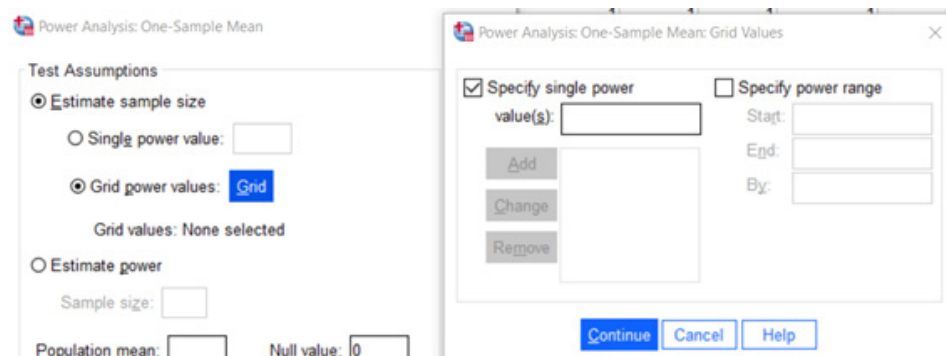 Power Analysis: One-Sample Mean
Test Assumptions
Estimate sample size
Single power value:
Grid power values: Grid
Grid values: None selected
Estimate power
Sample size:
Population mean: Null value: 0
Power Analysis: One-Sample Mean: Grid Values
Specify single power Specify power range
value(s): Start:
End:
Add By:
Change
Remove
Continue Cancel Help